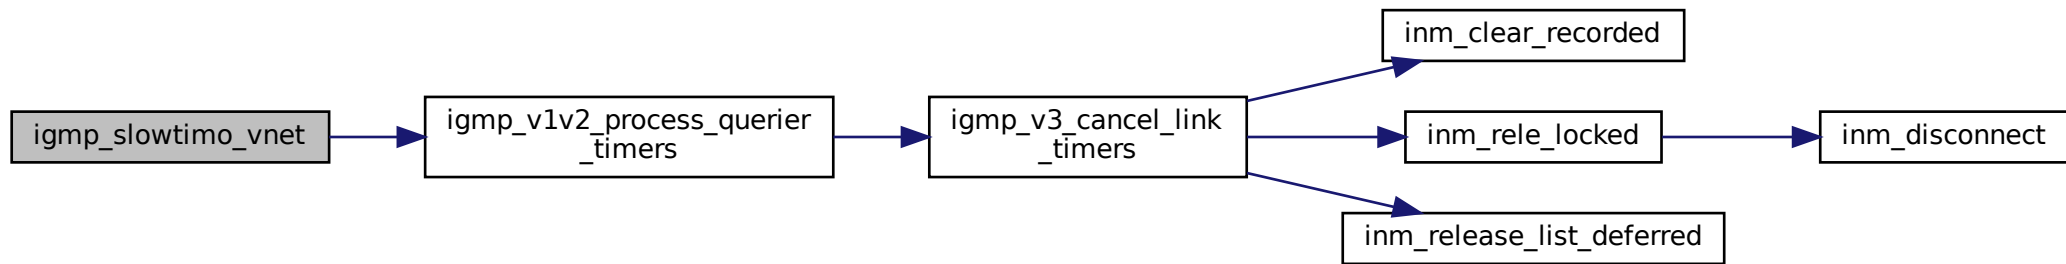 igmp_slowtimo_vnet
igmp_v1v2_process_querier
_timers
igmp_v3_cancel_link
_timers
inm_clear_recorded
inm_rele_locked
inm_disconnect
inm_release_list_deferred